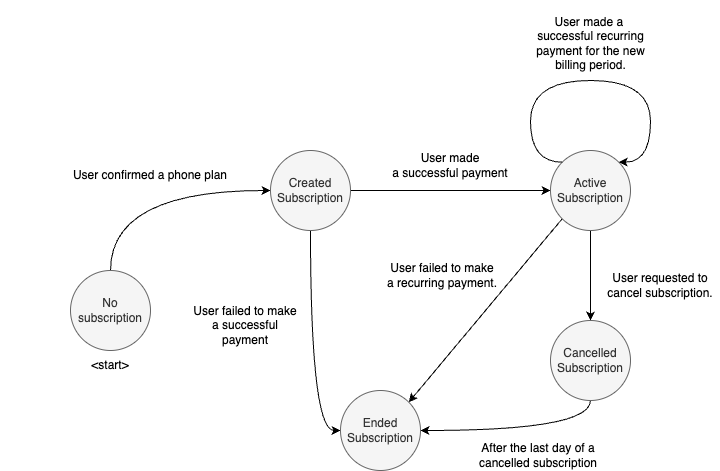 User made a
successful recurring
payment for the new
billing period.
User made
a successful payment
User confirmed a phone plan
Created
Subscription
Active
Subscription
User failed to make
a recurring payment.
User requested to
cancel subscription.
No
subscription
User failed to make
a successful
payment
<start>
Cancelled
Subscription
Ended
Subscription
After the last day of a
cancelled subscription